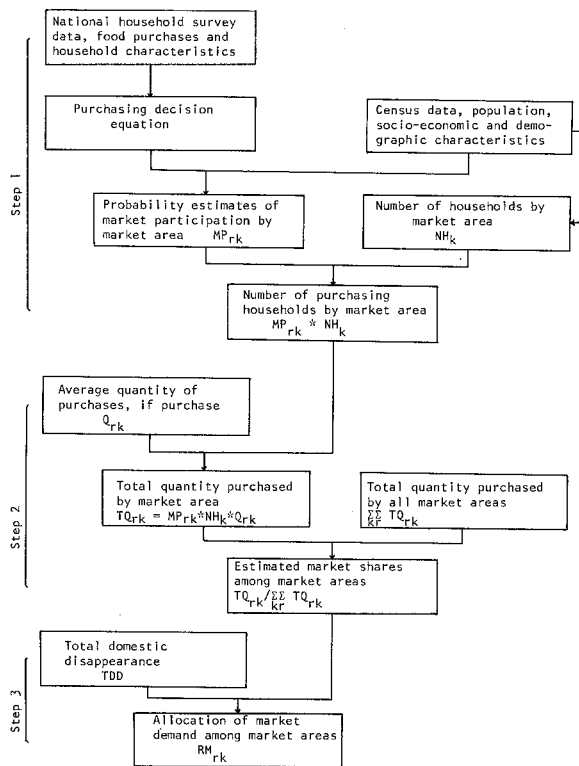 National household survey
data, food purchases and
household characteristics
Purchasing decision
equation
Census data, population,
socio-economic and demo-
graphic characteristics
Step 1
Probability estimates of
market participation by
market area MP_rk
Number of households by
market area
NH_k
Number of purchasing
households by market area
MP_rk * NH_k
Average quantity of
purchases, if purchase
Q_rk
Step 2
Total quantity purchased
by market area
TQ_rk = MP_rk*NH_k*Q_rk
Total quantity purchased
by all market areas
ΣΣ TQ_rk
kr
Estimated market shares
among market areas
TQ_rk/ΣΣ TQ_rk
kr
Total domestic
disappearance
TDD
Step 3
Allocation of market
demand among market areas
RM_rk